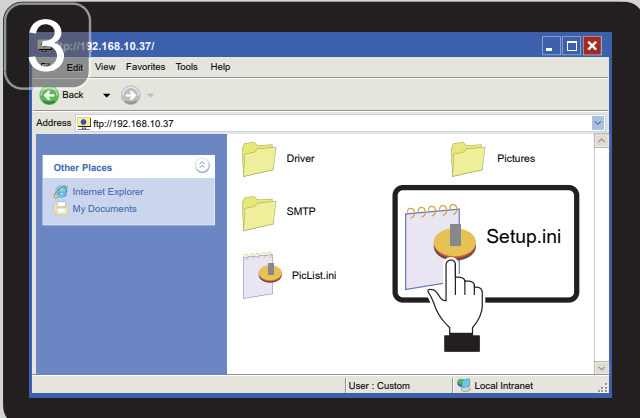 3
ftp://192.168.10.37/
Edit View Favorites Tools Help
Back
Address ftp://192.168.10.37
Other Places
Internet Explorer
My Documents
Driver
Pictures
SMTP
Setup.ini
PicList.ini
User : Custom
Local Intranet